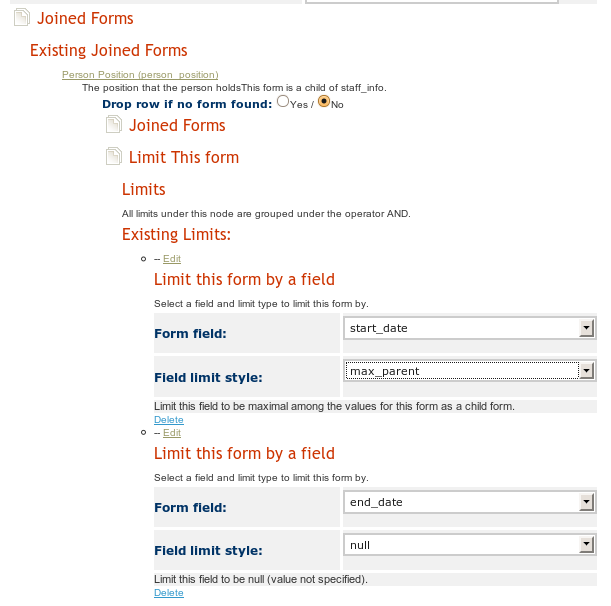 Joined Forms
Existing Joined Forms
Person Position (person_position)
The position that the person holdsThis form is a child of staff_info.
Drop row if no form found: Yes / No
Joined Forms
Limit This form
Limits
All limits under this node are grouped under the operator AND.
Existing Limits:
-- Edit
Limit this form by a field
Select a field and limit type to limit this form by.
Form field: start_date
Field limit style: max_parent
Limit this field to be maximal among the values for this form as a child form.
Delete
-- Edit
Limit this form by a field
Select a field and limit type to limit this form by.
Form field: end_date
Field limit style: null
Limit this field to be null (value not specified).
Delete